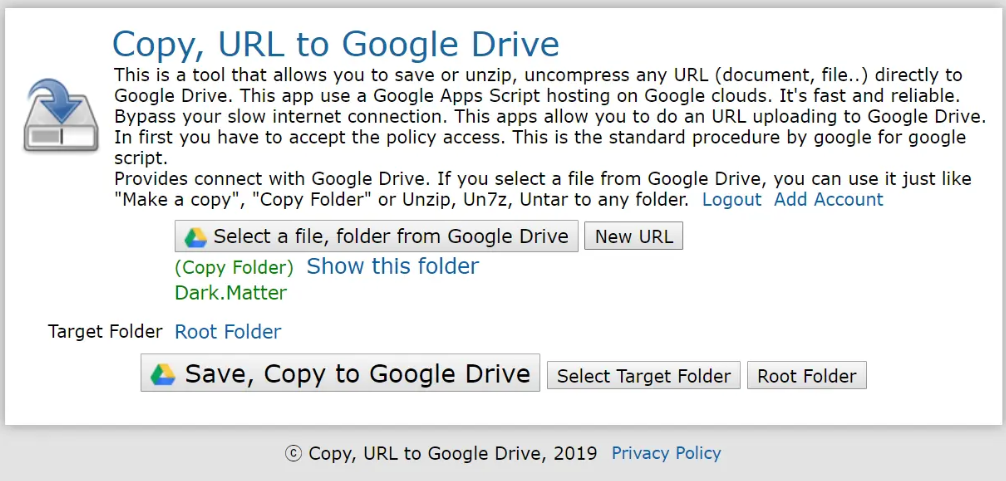 Copy, URL to Google Drive
This is a tool that allows you to save or unzip, uncompress any URL (document, file..) directly to
Google Drive. This app use a Google Apps Script hosting on Google clouds. It's fast and reliable.
Bypass your slow internet connection. This apps allow you to do an URL uploading to Google Drive.
In first you have to accept the policy access. This is the standard procedure by google for google
script.
Provides connect with Google Drive. If you select a file from Google Drive, you can use it just like
"Make a copy", "Copy Folder" or Unzip, Un7z, Untar to any folder. Logout Add Account
Select a file, folder from Google Drive New URL
(Copy Folder) Show this folder
Dark.Matter
Target Folder Root Folder
Save, Copy to Google Drive Select Target Folder Root Folder
© Copy, URL to Google Drive, 2019 Privacy Policy